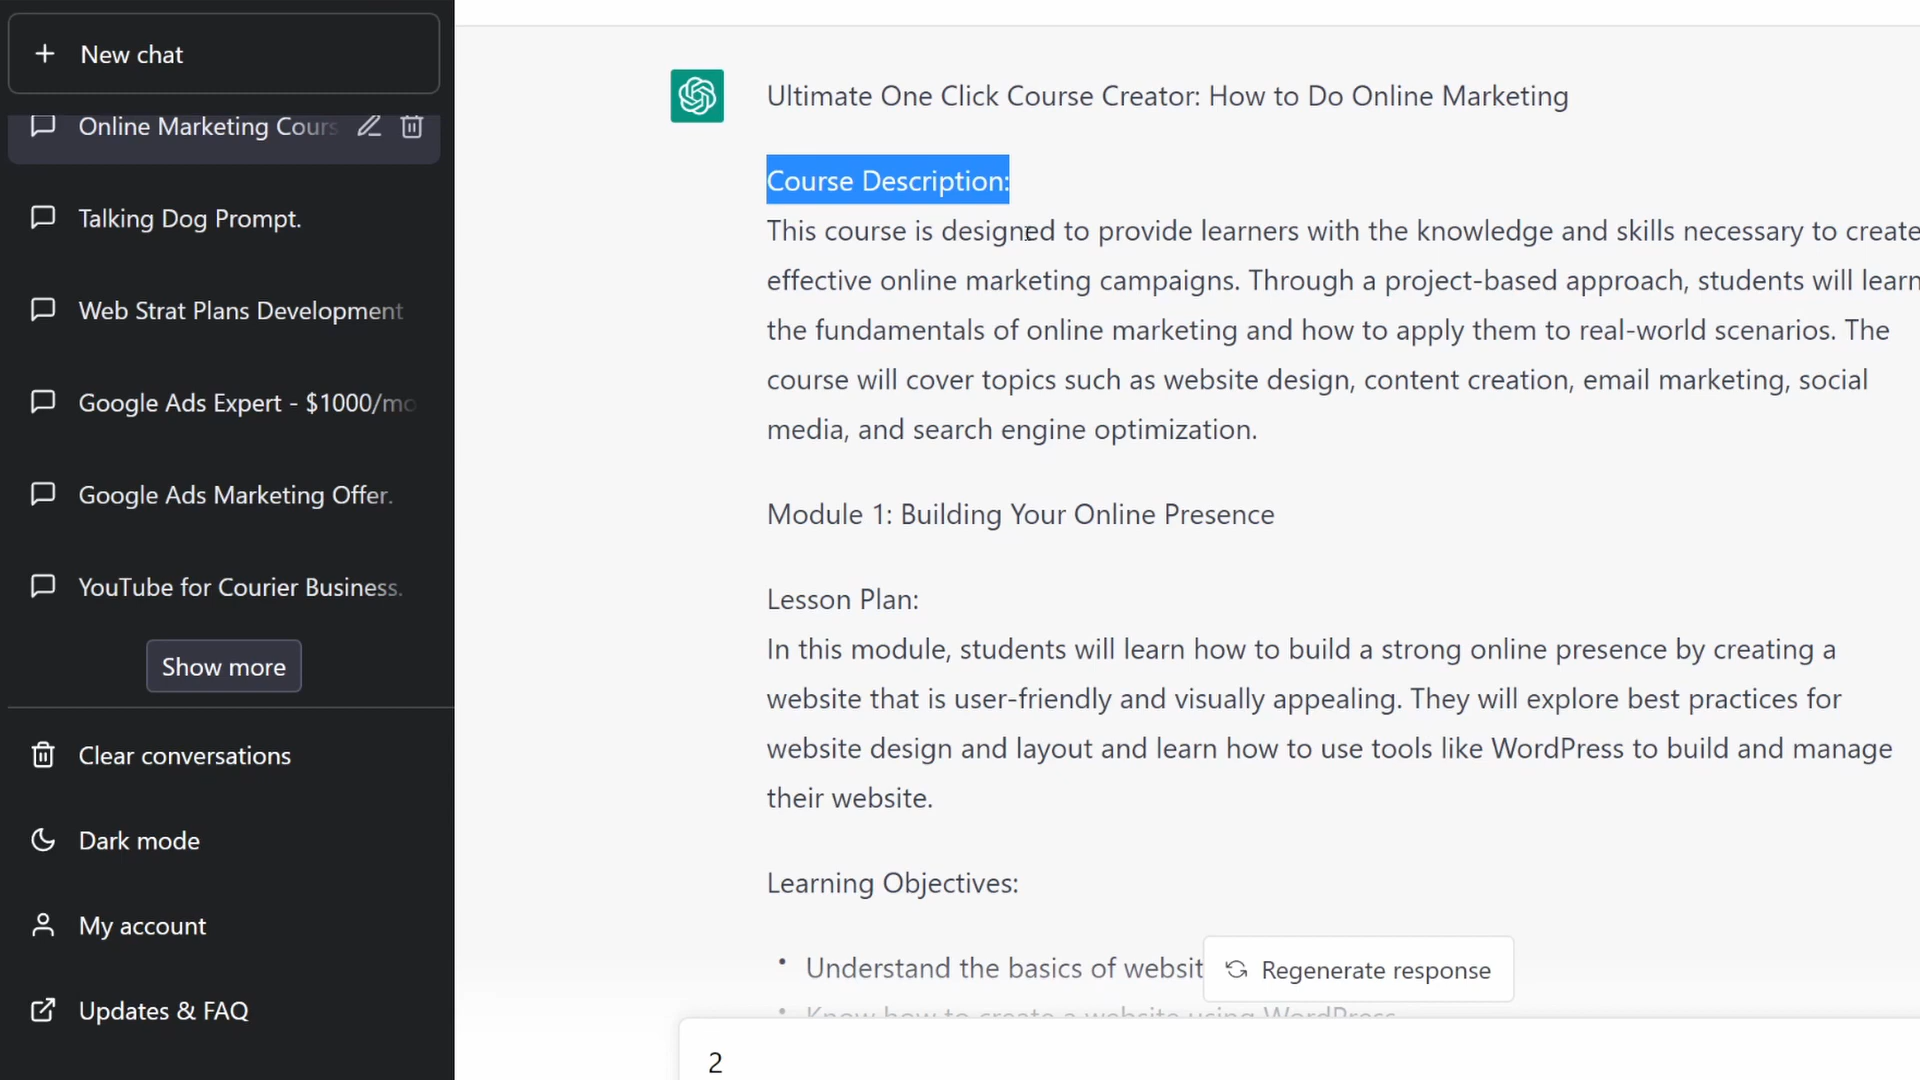 New chat
Online Marketing Cours
Talking Dog Prompt.
Web Strat Plans Development
Google Ads Expert - $1000/mo
Google Ads Marketing Offer.
YouTube for Courier Business.
Show more
Clear conversations
Dark mode
My account
Updates & FAQ
Ultimate One Click Course Creator: How to Do Online Marketing
Course Description:
This course is designed to provide learners with the knowledge and skills necessary to create
effective online marketing campaigns. Through a project-based approach, students will learn
the fundamentals of online marketing and how to apply them to real-world scenarios. The
course will cover topics such as website design, content creation, email marketing, social
media, and search engine optimization.
Module 1: Building Your Online Presence
Lesson Plan:
In this module, students will learn how to build a strong online presence by creating a
website that is user-friendly and visually appealing. They will explore best practices for
website design and layout and learn how to use tools like WordPress to build and manage
their website.
Learning Objectives:
• Understand the basics of websit
Regenerate response
• Know how to create a website using WordPress
2